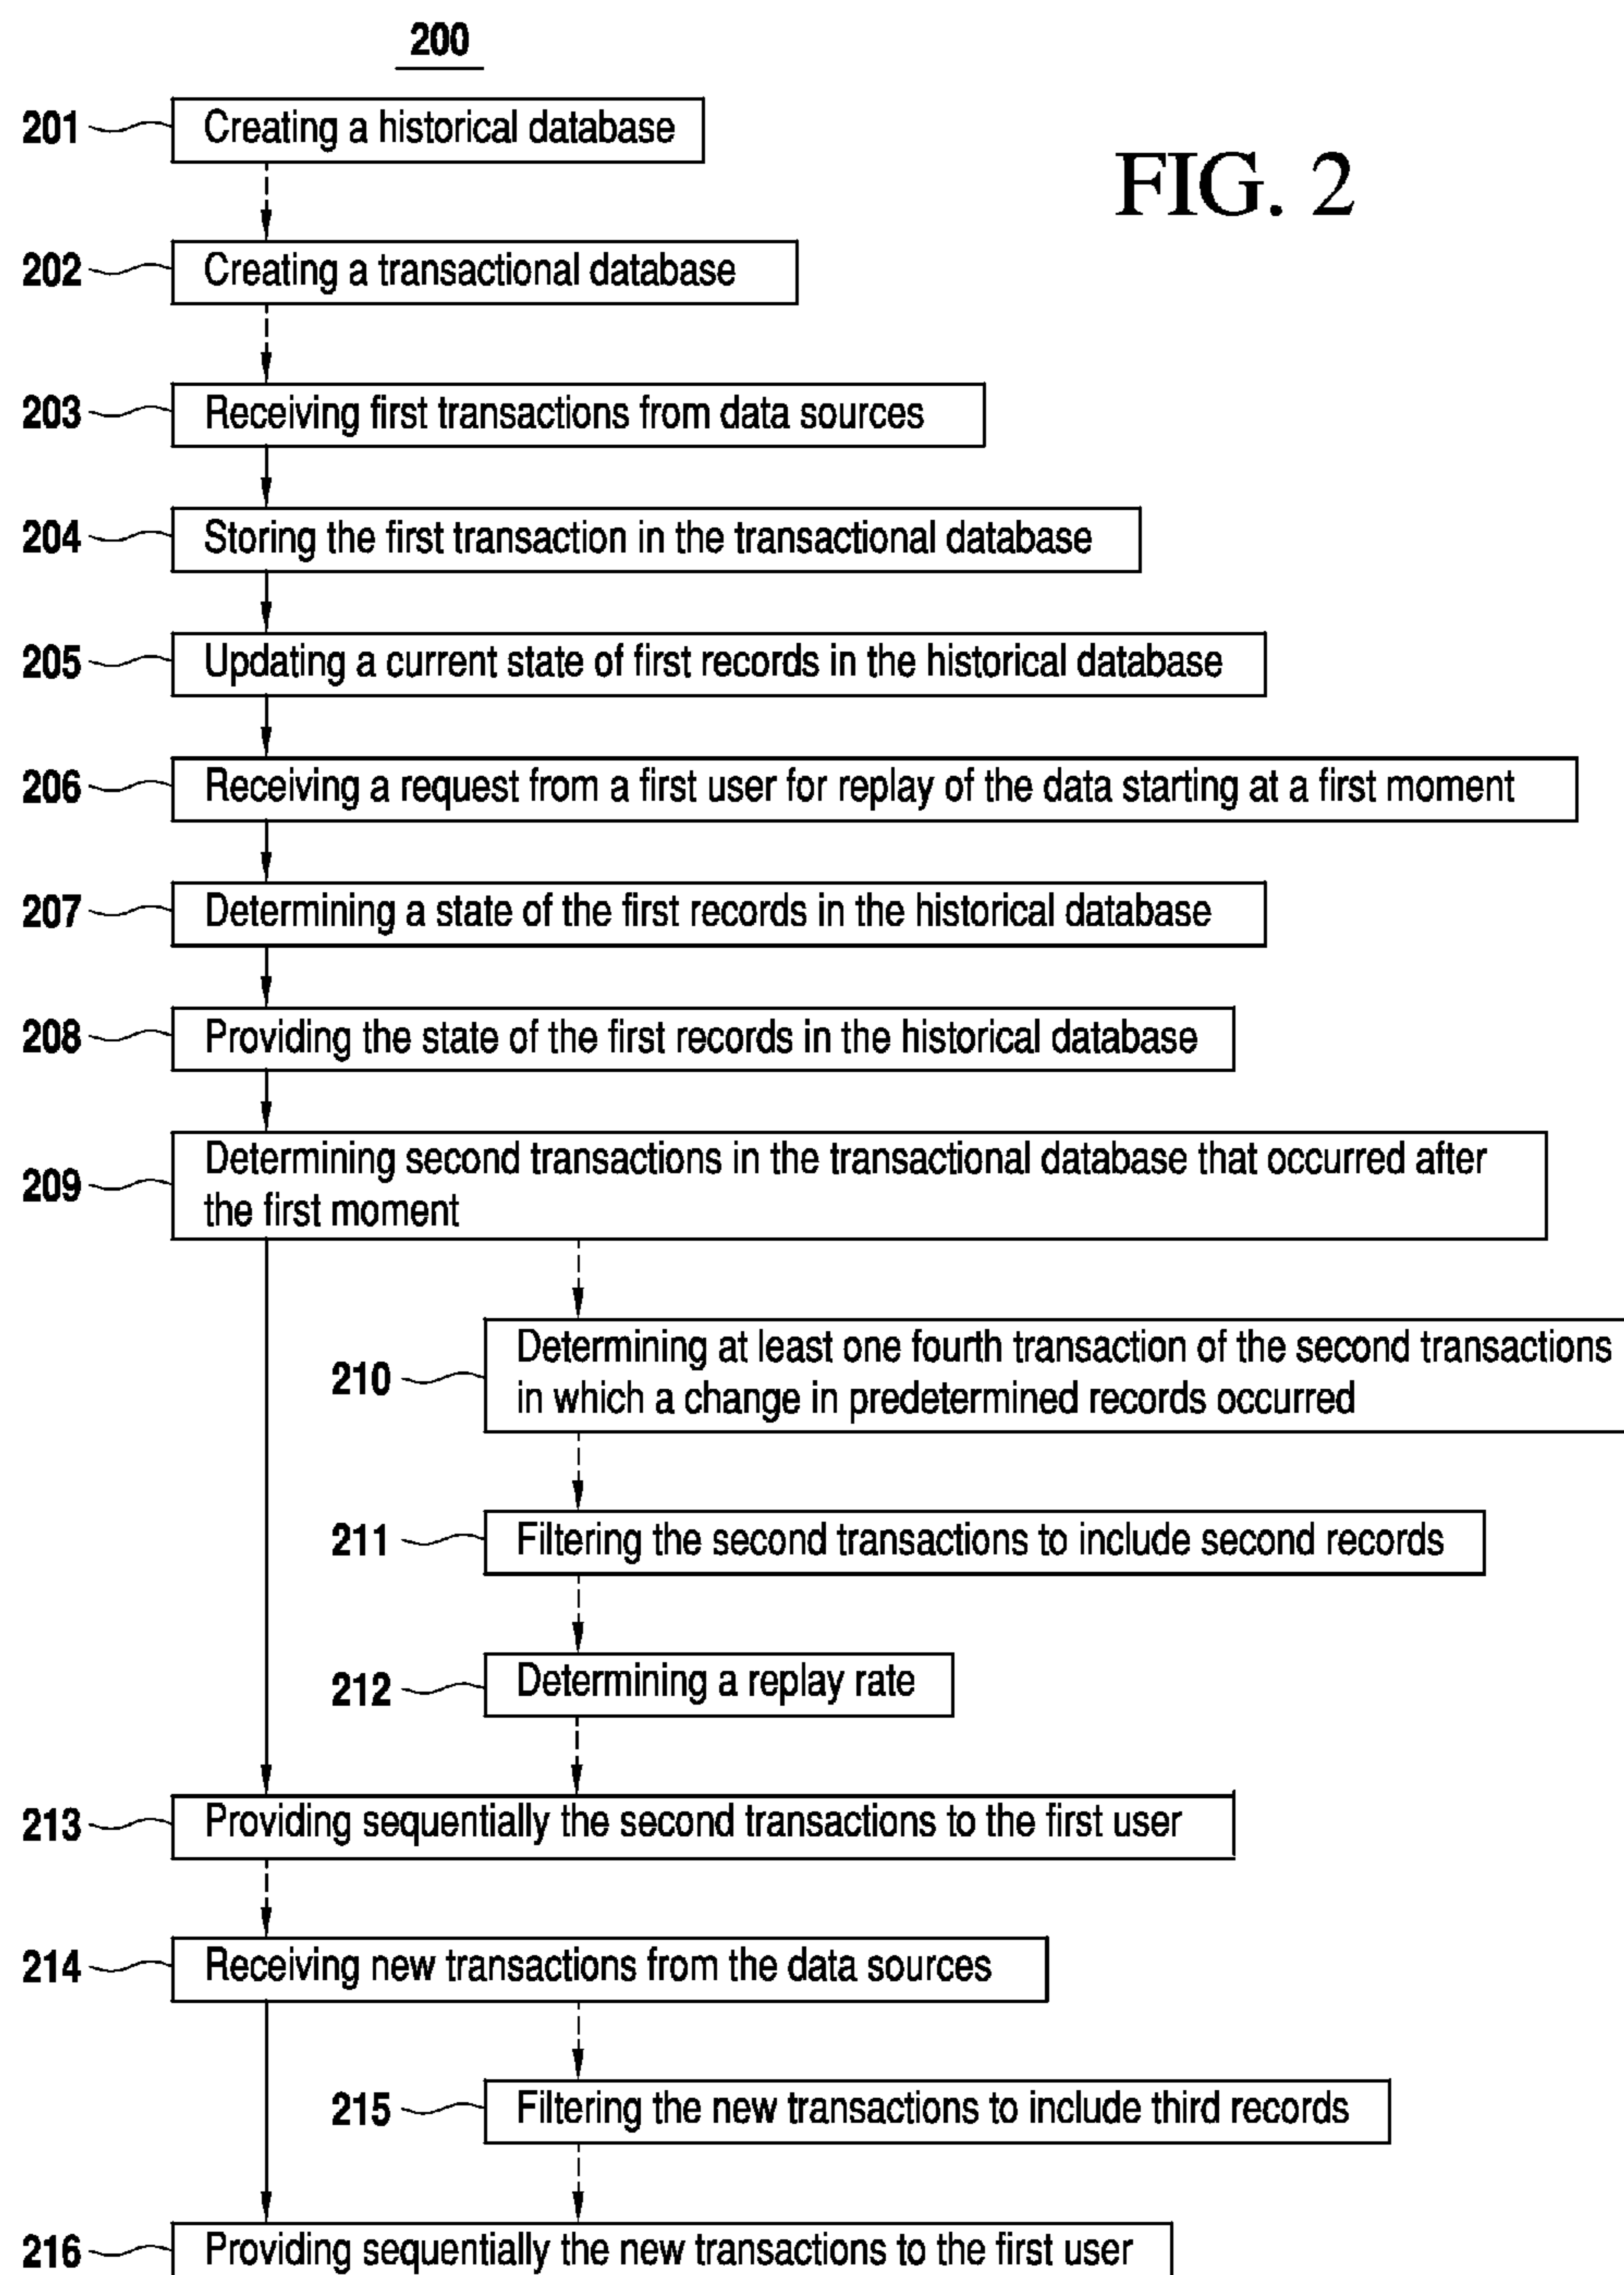 200
FIG. 2
201 Creating a historical database
202 Creating a transactional database
203 Receiving first transactions from data sources
204 Storing the first transaction in the transactional database
205 Updating a current state of first records in the historical database
206 Receiving a request from a first user for replay of the data starting at a first moment
207 Determining a state of the first records in the historical database
208 Providing the state of the first records in the historical database
209 Determining second transactions in the transactional database that occurred after
the first moment
210 Determining at least one fourth transaction of the second transactions
in which a change in predetermined records occurred
211 Filtering the second transactions to include second records
212 Determining a replay rate
213 Providing sequentially the second transactions to the first user
214 Receiving new transactions from the data sources
215 Filtering the new transactions to include third records
216 Providing sequentially the new transactions to the first user